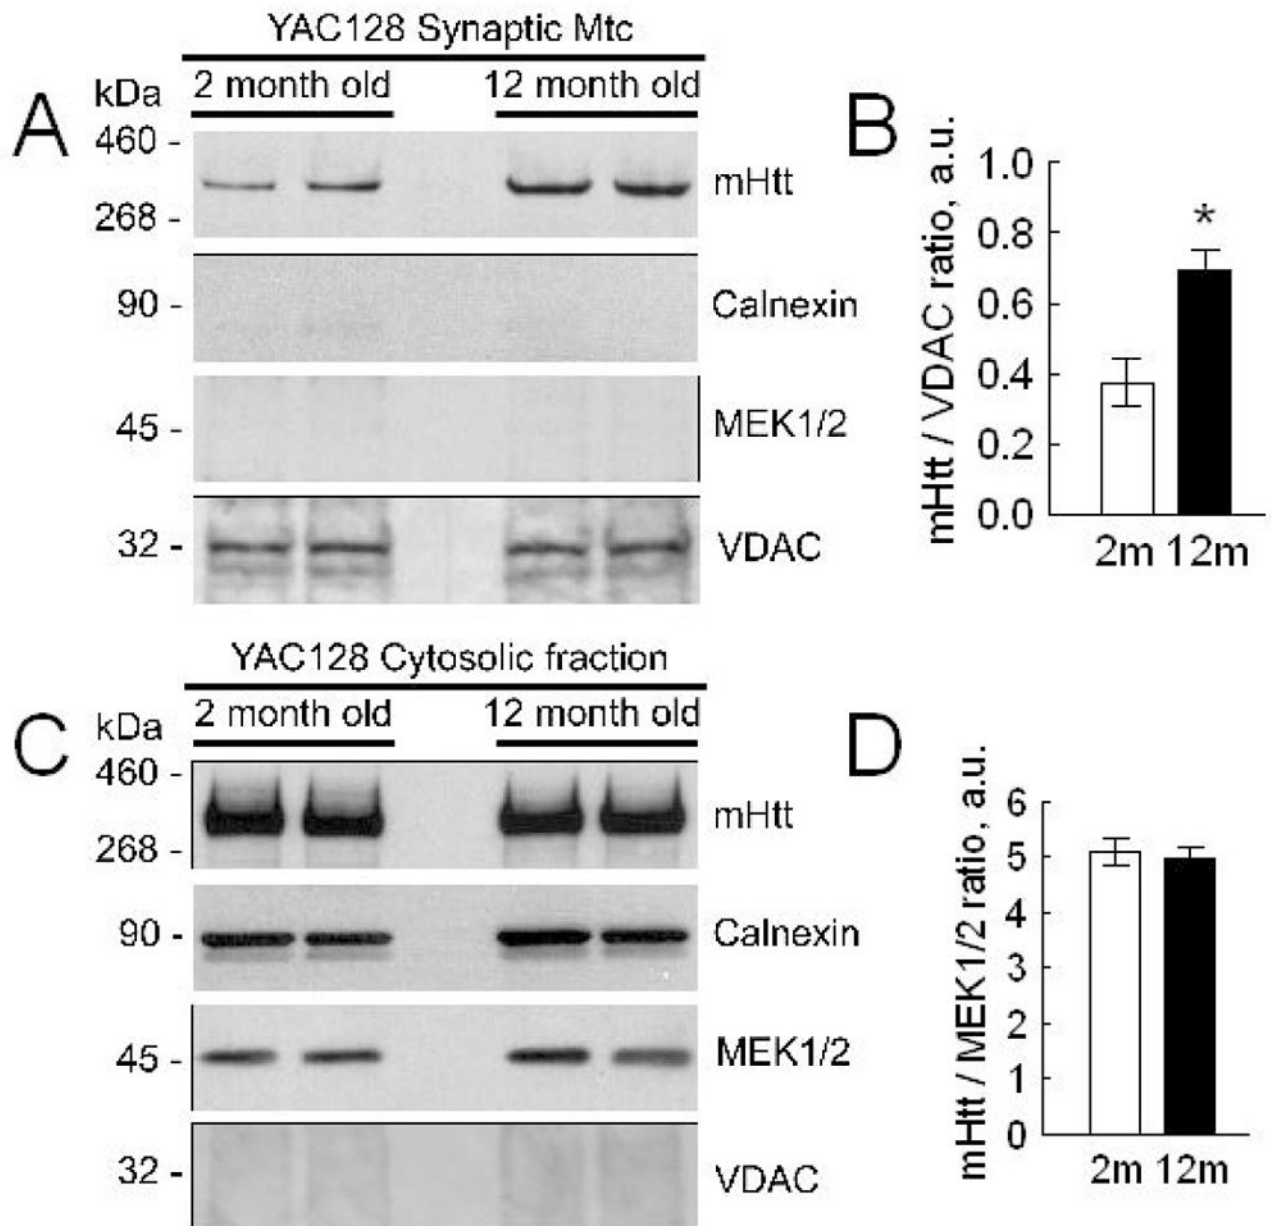 YAC128 Synaptic Mtc
A
kDa
2 month old
12 month old
460 -
268 -
mHtt
90 -
Calnexin
45 -
MEK1/2
32 -
VDAC
B
mHtt / VDAC ratio, a.u.
1.0
0.8
0.6
0.4
0.2
0.0
*
2m 12m
YAC128 Cytosolic fraction
C
kDa
2 month old
12 month old
460 -
268 -
mHtt
90 -
Calnexin
45 -
MEK1/2
32 -
VDAC
D
mHtt / MEK1/2 ratio, a.u.
6
5
4
3
2
1
0
2m 12m